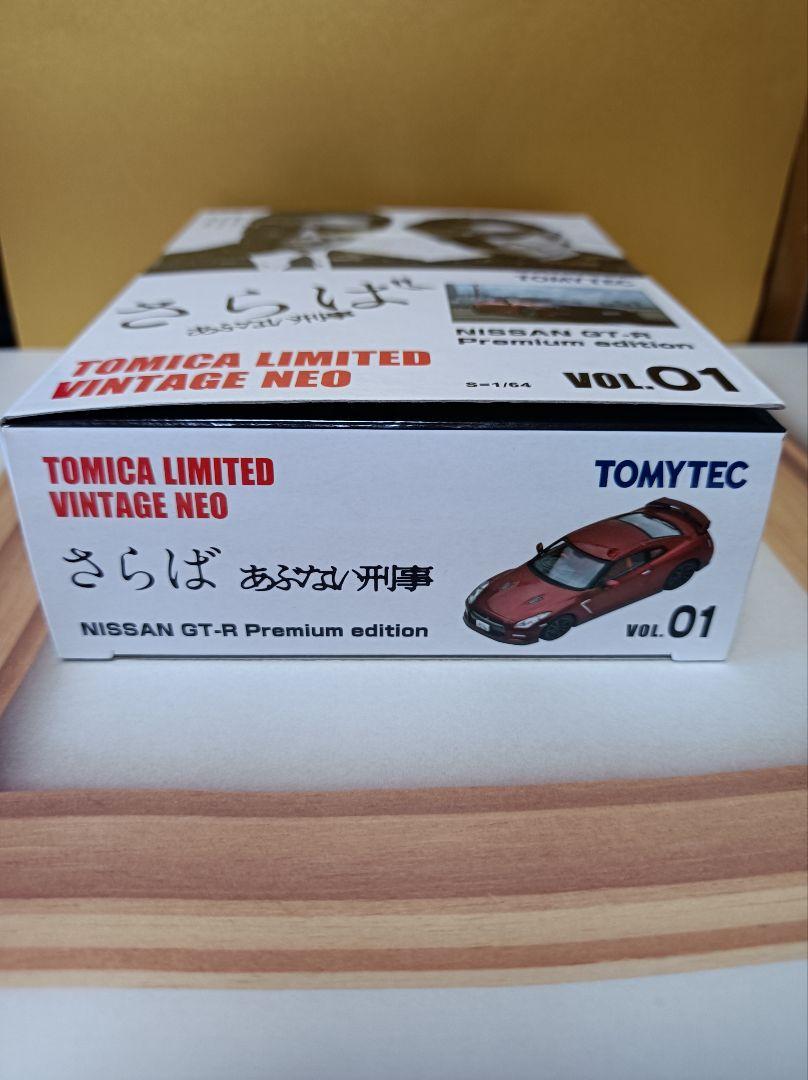 さらば
あぶない刑事
TOMYTEC
NISSAN GT-R
Premium edition
TOMICA LIMITED
VINTAGE NEO
S=1/64
VOL.01
TOMICA LIMITED
VINTAGE NEO
TOMYTEC
さらば あぶない刑事
NISSAN GT-R Premium edition
VOL.01